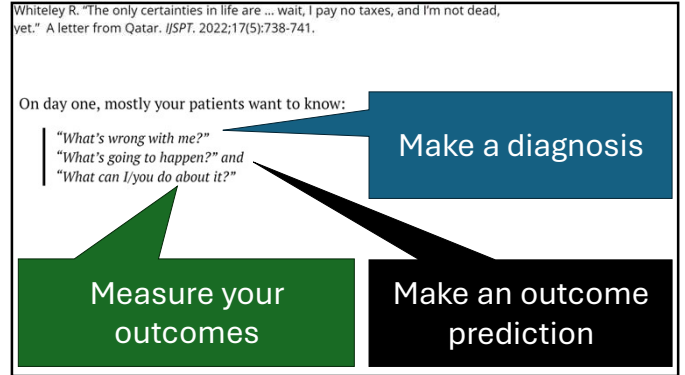 Whiteley R. “The only certainties in life are ... wait, I pay no taxes, and I’m not dead,
yet.” A letter from Qatar. IJSPT. 2022;17(5):738-741.
On day one, mostly your patients want to know:
“What’s wrong with me?”
“What’s going to happen?” and
“What can I/you do about it?”
Make a diagnosis
Measure your
outcomes
Make an outcome
prediction